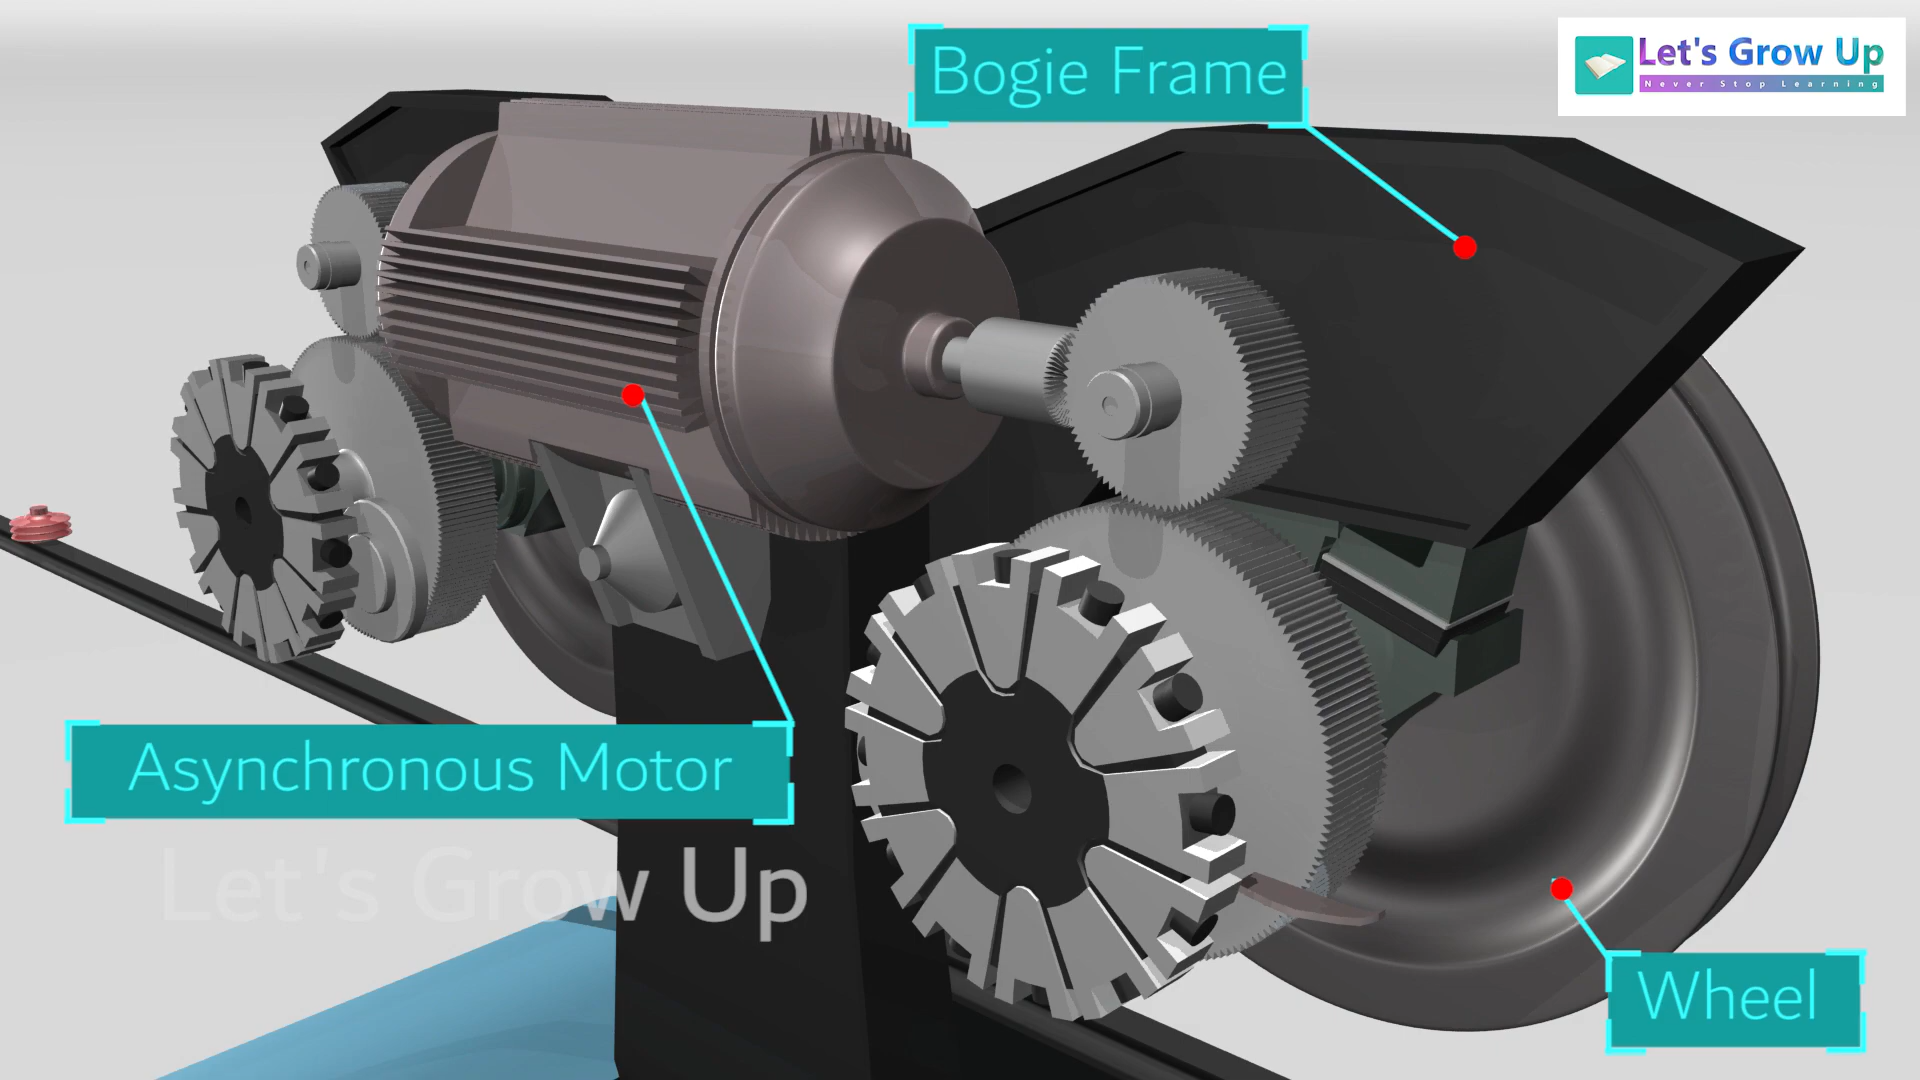 Bogie Frame
Let's Grow Up
Never Stop Learning
Asynchronous Motor
Let's Grow Up
Wheel